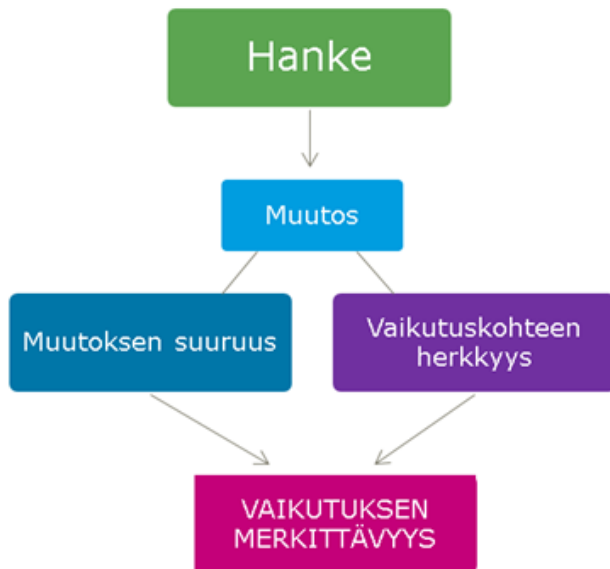 Hanke
Muutos
Muutoksen suuruus
Vaikutuskohteen
herkkyys
VAIKUTUKSEN
MERKITTÄVYYS